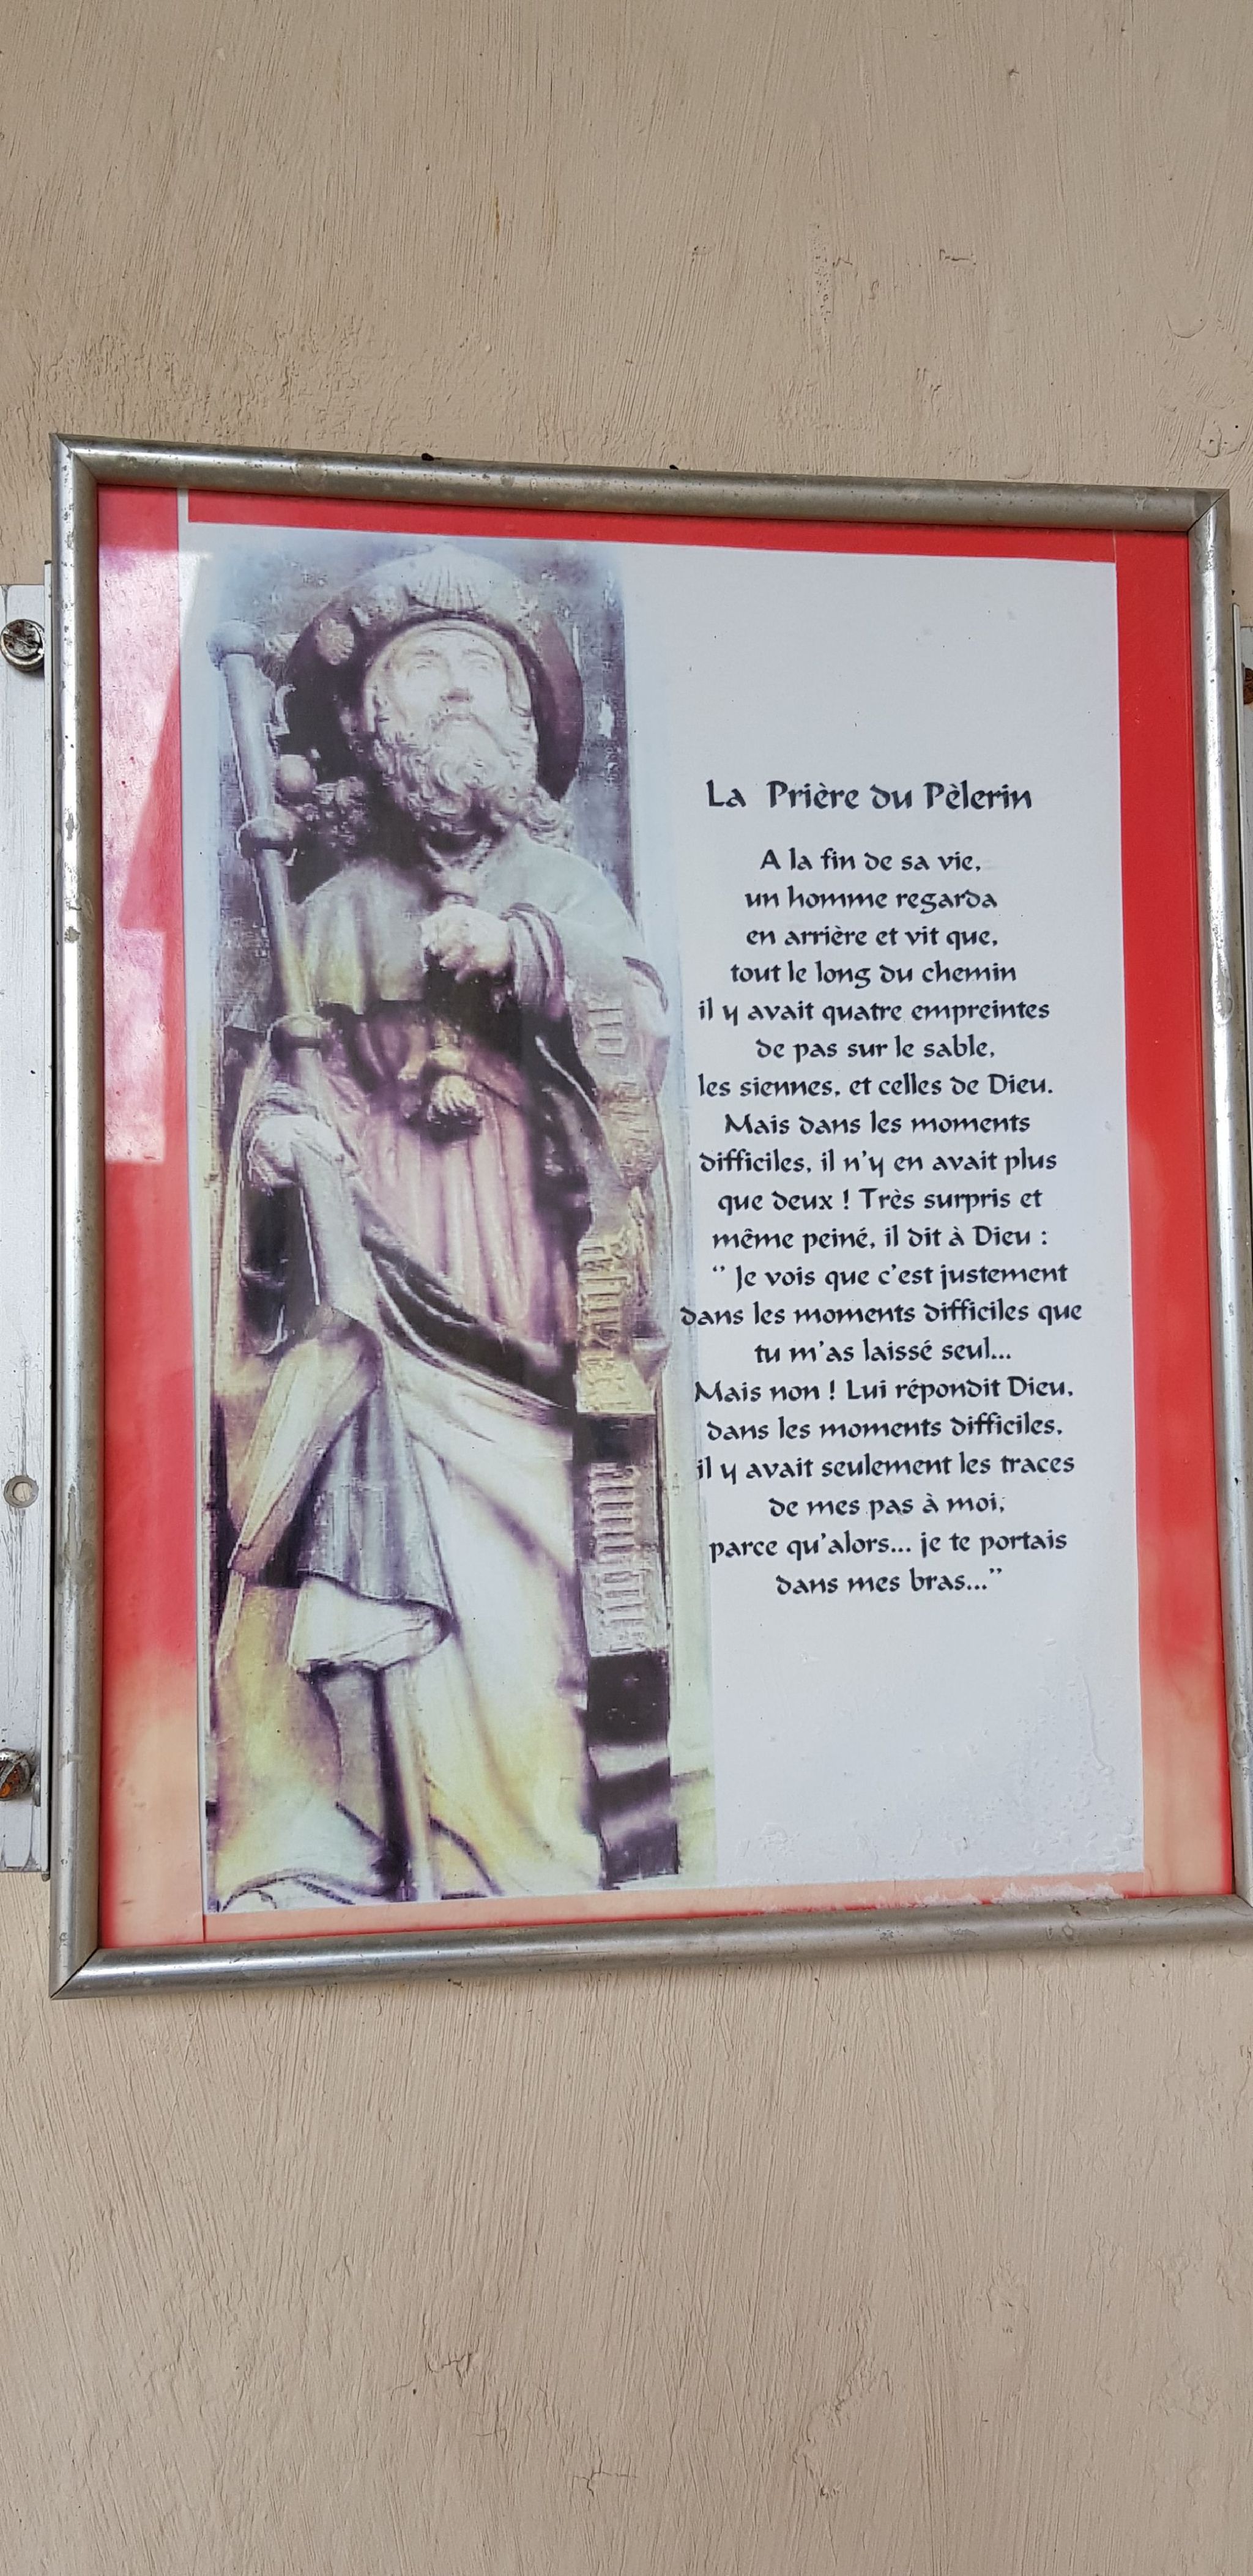 La Prière du Pèlerin
A la fin de sa vie,
un homme regarda
en arrière et vit que,
tout le long du chemin
il y avait quatre empreintes
de pas sur le sable,
les siennes, et celles de Dieu.
Mais dans les moments
difficiles, il n'y en avait plus
que deux ! Très surpris et
même peiné, il dit à Dieu :
“ Je vois que c'est justement
dans les moments difficiles que
tu m'as laissé seul...
Mais non ! Lui répondit Dieu,
dans les moments difficiles,
il y avait seulement les traces
de mes pas à moi,
parce qu'alors... je te portais
dans mes bras...”